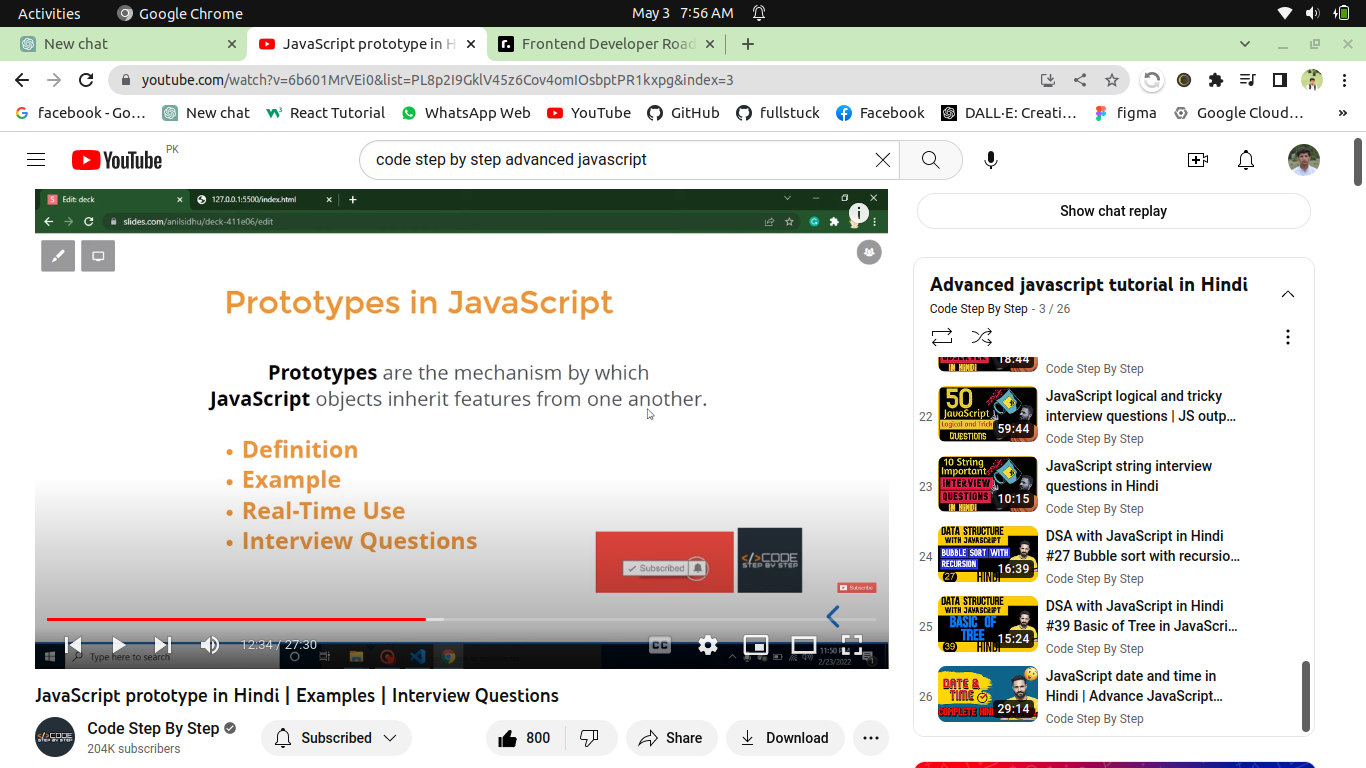 Activities
Google Chrome
May 3 7:56 AM
New chat
JavaScript prototype in H
Frontend Developer Road
youtube.com/watch?v=6b601MrVEi0&list=PL8p2I9GklV45z6Cov4omIOsbptPR1kxpg&index=3
facebook - Go…
New chat
React Tutorial
WhatsApp Web
YouTube
GitHub
fullstuck
Facebook
DALL·E: Creati…
figma
Google Cloud…
»
YouTube PK
code step by step advanced javascript
Edit: deck
127.0.0.1:5500/index.html
slides.com/anilsidhu/deck-411e06/edit
Prototypes in JavaScript
Prototypes are the mechanism by which
JavaScript objects inherit features from one another.
• Definition
• Example
• Real-Time Use
• Interview Questions
Subscribed
</>CODE
STEP BY STEP
Subscribe
12:34 / 27:30
CC
Type here to search
11:50 PM
2/23/2022
JavaScript prototype in Hindi | Examples | Interview Questions
Code Step By Step
204K subscribers
Subscribed
800
Share
Download
Show chat replay
Advanced javascript tutorial in Hindi
Code Step By Step - 3 / 26
IN HINDI
18:44
Code Step By Step
22
50
JavaScript
Logical and Trick
QUESTIONS
59:44
JavaScript logical and tricky
interview questions | JS outp…
Code Step By Step
23
10 String
Important
INTERVIEW
QUESTIONS
IN HINDI
10:15
JavaScript string interview
questions in Hindi
Code Step By Step
24
DATA STRUCTURE
WITH JAVASCRIPT
BUBBLE SORT WITH
RECURSION
27
HINDI
16:39
DSA with JavaScript in Hindi
#27 Bubble sort with recursio…
Code Step By Step
25
DATA STRUCTURE
WITH JAVASCRIPT
BASIC OF
TREE
39
HINDI
15:24
DSA with JavaScript in Hindi
#39 Basic of Tree in JavaScri…
Code Step By Step
26
DATE &
TIME
COMPLETE HINDI
29:14
JavaScript date and time in
Hindi | Advance JavaScript…
Code Step By Step